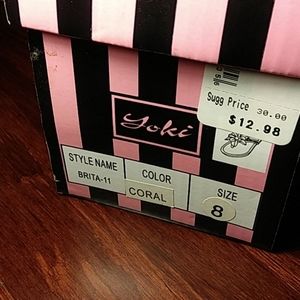 Sugg Price 30.00
$12.98
Yoki
STYLE NAME COLOR SIZE
BRITA-11 CORAL 8